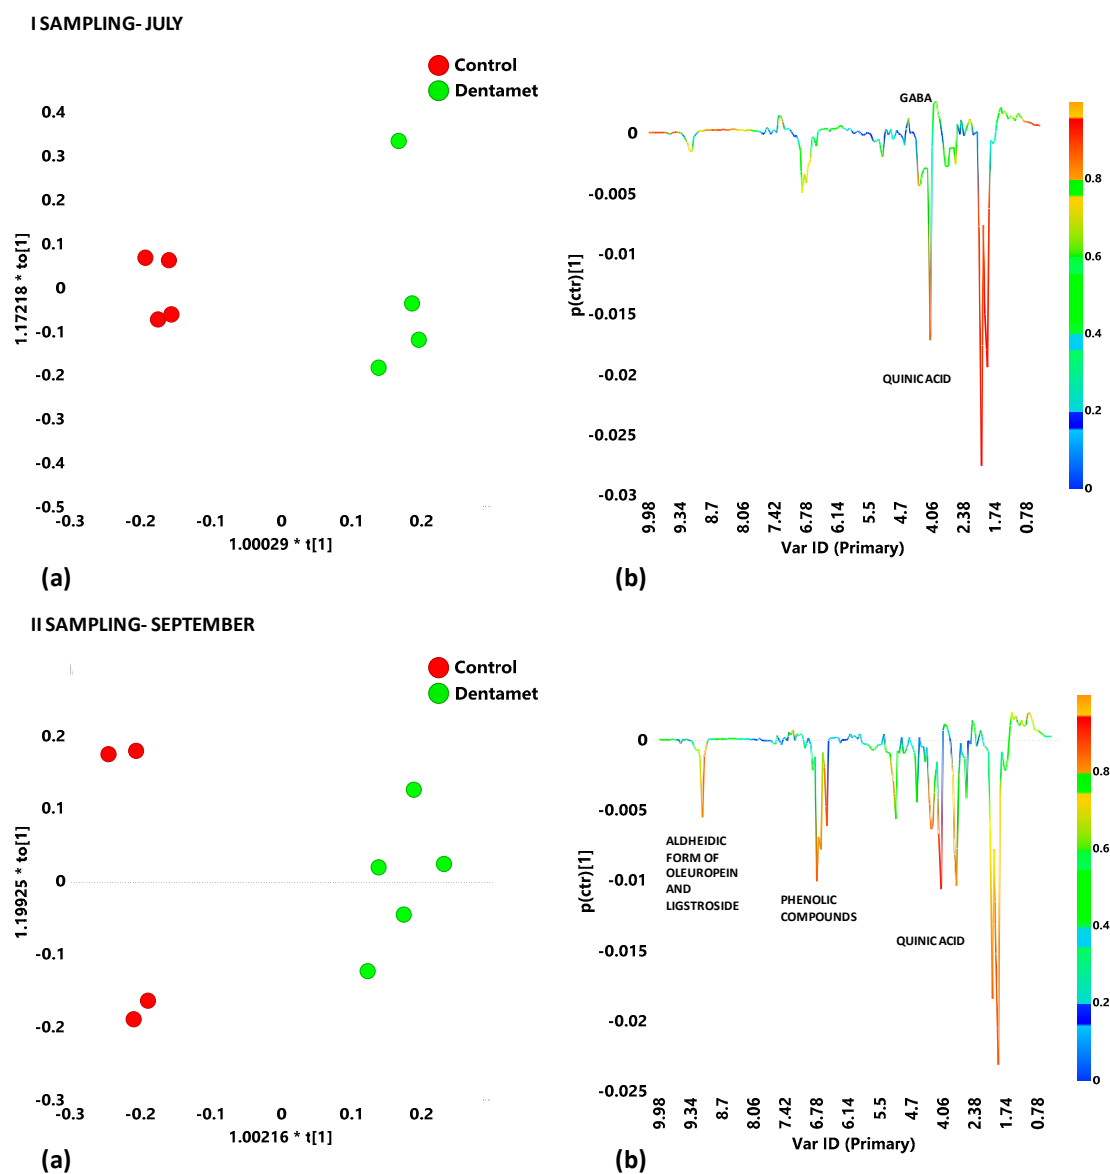 I SAMPLING- JULY
Control
Dentamet
0.4
0.3
0.2
0.1
0
-0.1
-0.2
-0.3
-0.4
-0.5
1.17218 * to[1]
-0.3
-0.2
-0.1
0
0.1
0.2
1.00029 * t[1]
(a)
GABA
QUINIC ACID
0
-0.005
-0.01
-0.015
-0.02
-0.025
-0.03
p(ctr)[1]
9.98
9.34
8.7
8.06
7.42
6.78
6.14
5.5
4.7
4.06
2.38
1.74
0.78
Var ID (Primary)
0.8
0.6
0.4
0.2
0
(b)
II SAMPLING- SEPTEMBER
Control
Dentamet
0.2
0.1
0
-0.1
-0.2
-0.3
1.19925 * to[1]
-0.3
-0.2
-0.1
0
0.1
0.2
1.00216 * t[1]
(a)
ALDHEIDIC
FORM OF
OLEUROPEIN
AND
LIGSTROSIDE
PHENOLIC
COMPOUNDS
QUINIC ACID
0
-0.005
-0.01
-0.015
-0.02
-0.025
p(ctr)[1]
9.98
9.34
8.7
8.06
7.42
6.78
6.14
5.5
4.7
4.06
2.38
1.74
0.78
Var ID (Primary)
0.8
0.6
0.4
0.2
0
(b)